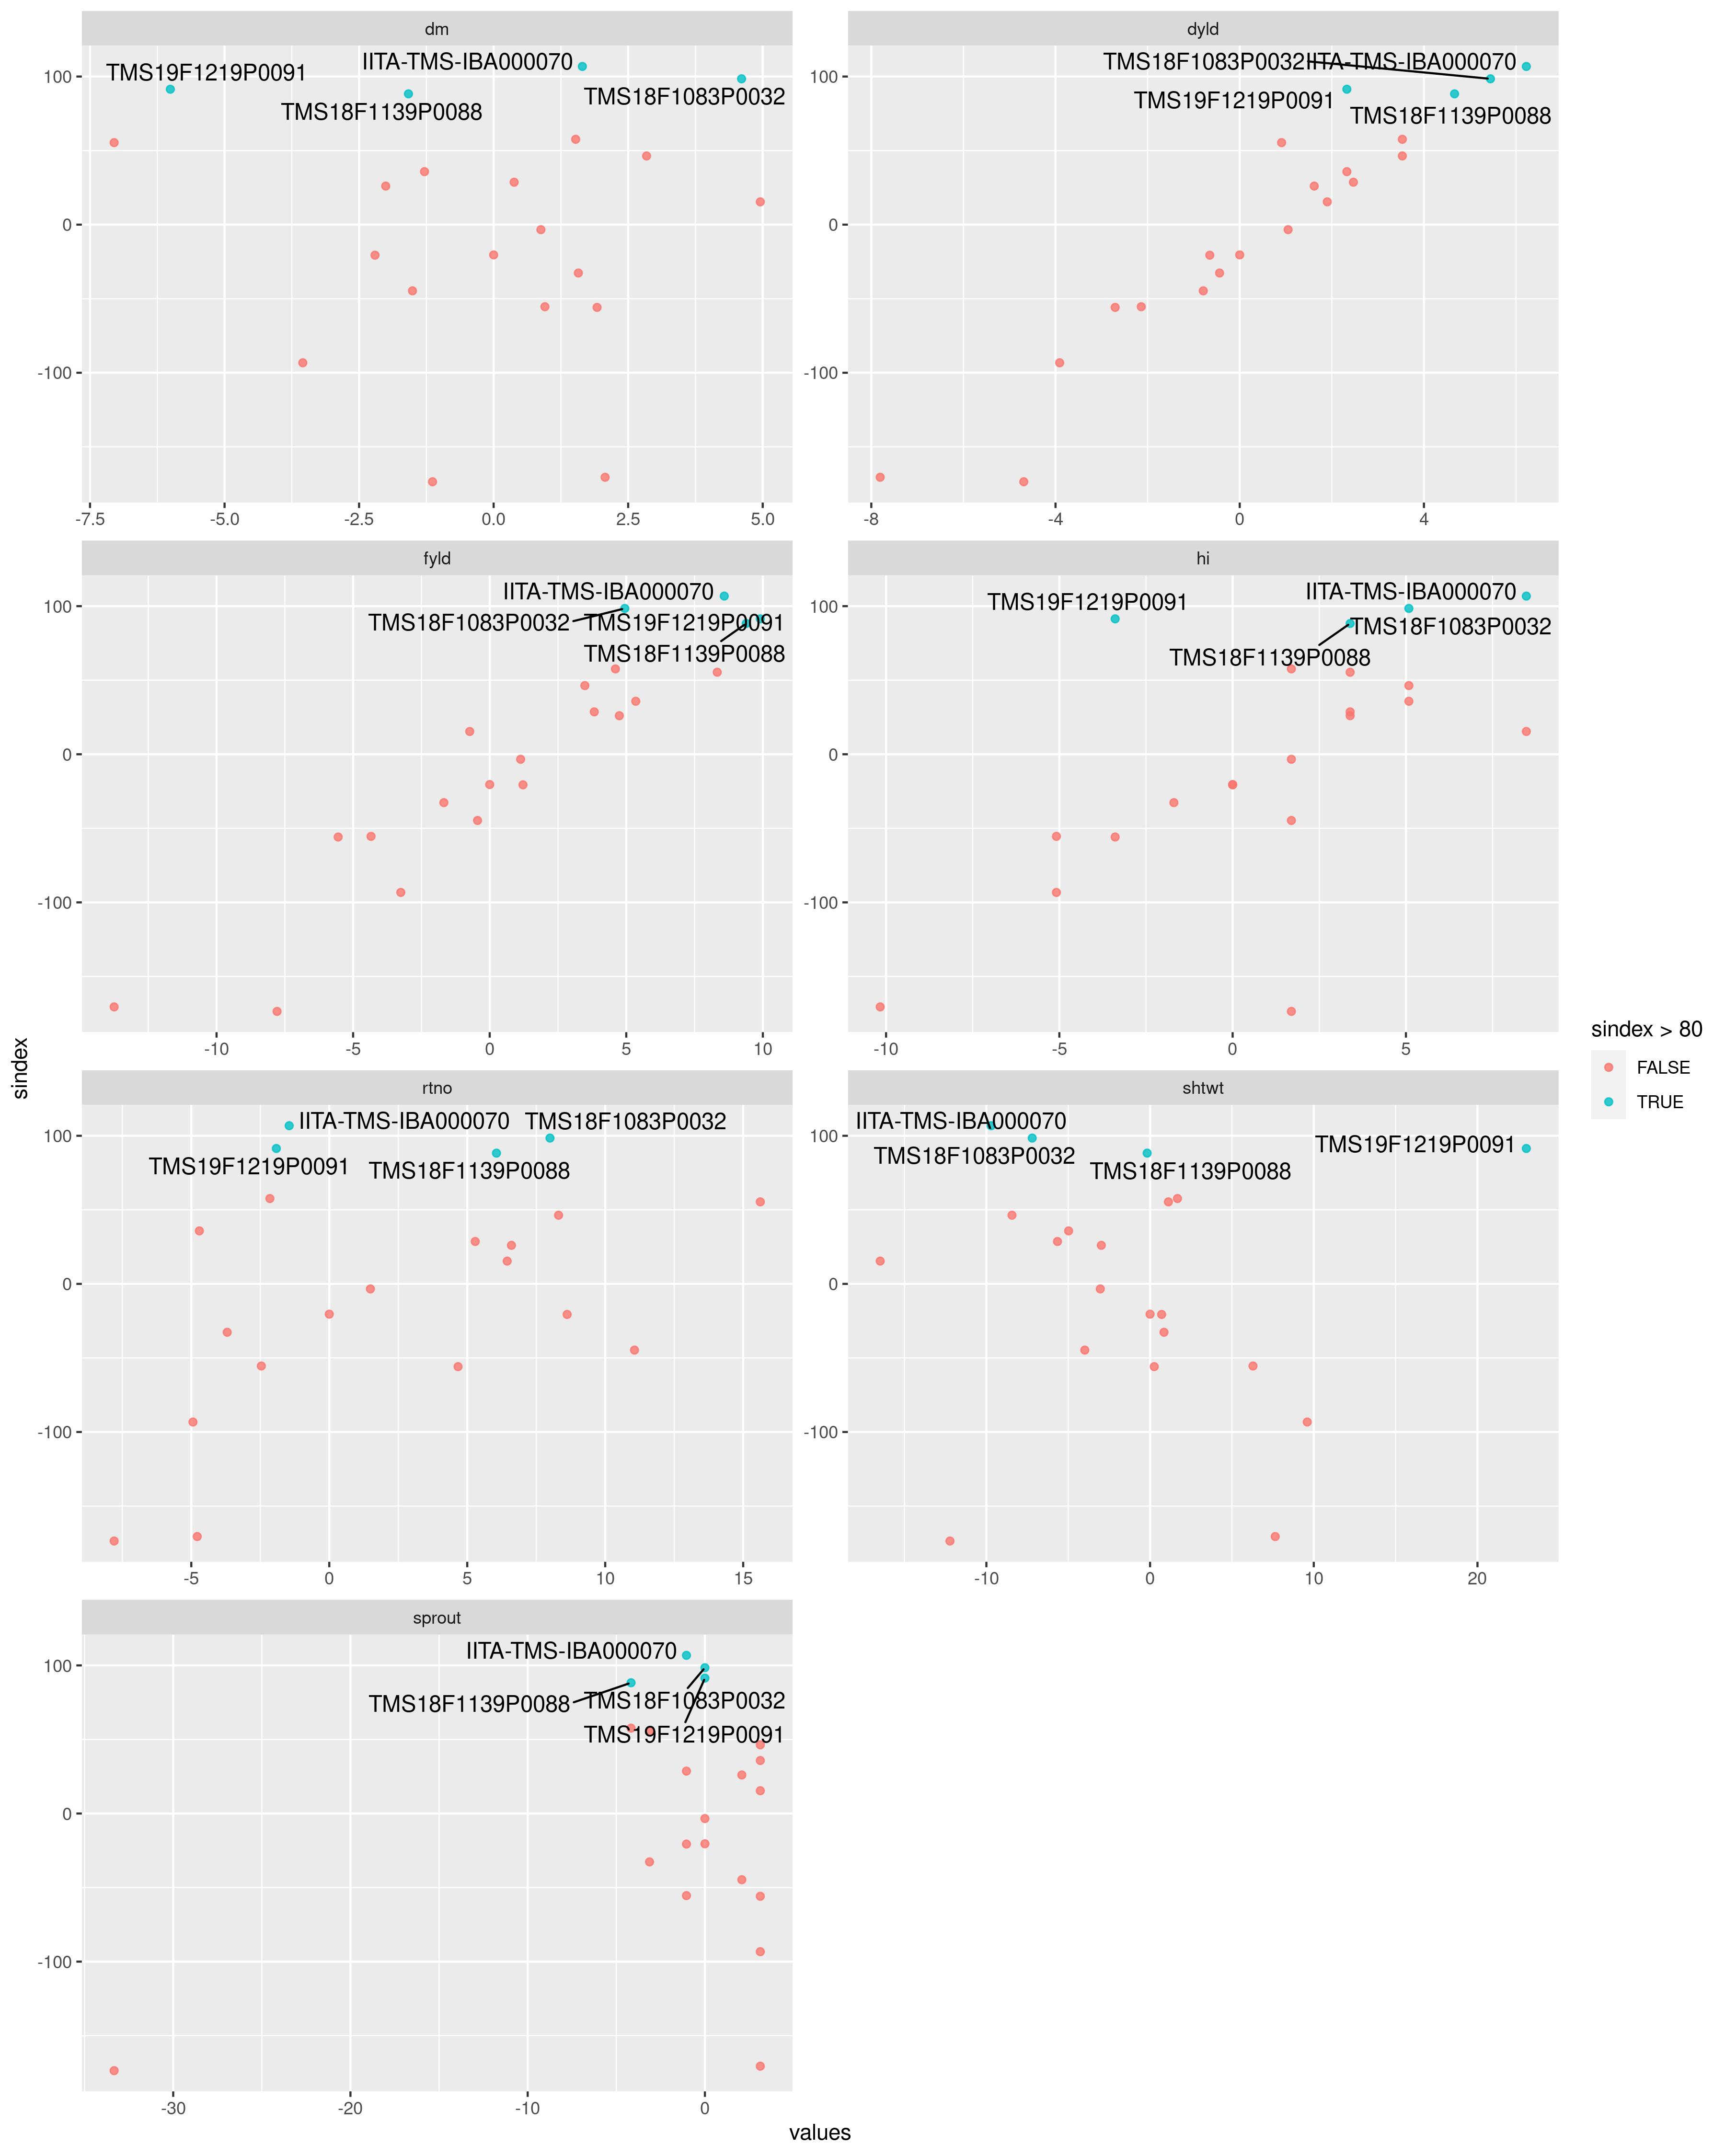 dm
TMS19F1219P0091
IITA-TMS-IBA000070
TMS18F1139P0088
TMS18F1083P0032
100
0
-100
-7.5 -5.0 -2.5 0.0 2.5 5.0
dyld
TMS18F1083P0032
IITA-TMS-IBA000070
TMS19F1219P0091
TMS18F1139P0088
100
0
-100
-8 -4 0 4
fyld
IITA-TMS-IBA000070
TMS18F1083P0032
TMS19F1219P0091
TMS18F1139P0088
100
0
-100
-10 -5 0 5 10
hi
TMS19F1219P0091
IITA-TMS-IBA000070
TMS18F1083P0032
TMS18F1139P0088
100
0
-100
-10 -5 0 5
rtno
IITA-TMS-IBA000070
TMS18F1083P0032
TMS19F1219P0091
TMS18F1139P0088
100
0
-100
-5 0 5 10 15
shtwt
IITA-TMS-IBA000070
TMS18F1083P0032
TMS18F1139P0088
TMS19F1219P0091
100
0
-100
-10 0 10 20
sprout
IITA-TMS-IBA000070
TMS18F1139P0088
TMS18F1083P0032
TMS19F1219P0091
100
0
-100
-30 -20 -10 0
values
sindex
sindex > 80
FALSE
TRUE